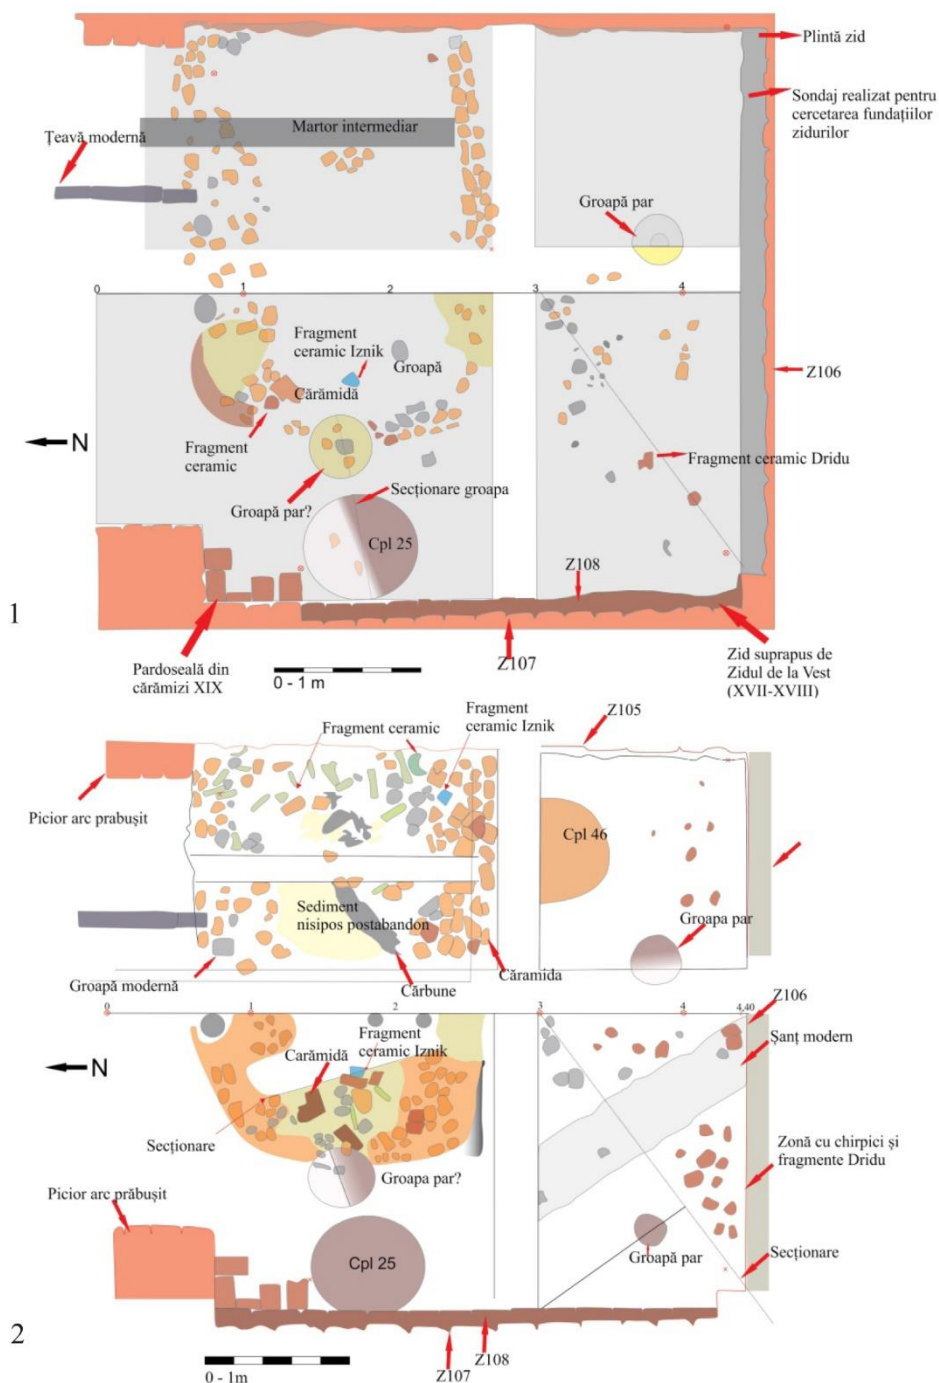 Plintă zid
Sondaj realizat pentru
cercetarea fundațiilor
zidurilor
Țeavă modernă
Martor intermediar
Groapă par
0
1
2
3
4
Fragment
ceramic Iznik
Groapă
Cărămidă
Z106
N
Fragment
ceramic
Fragment ceramic Dridu
Secționare groapa
Groapă par?
Cpl 25
Z108
1
Pardoseală din
cărămizi XIX
0 - 1 m
Z107
Zid suprapus de
Zidul de la Vest
(XVII-XVIII)
Fragment ceramic
Fragment
ceramic Iznik
Z105
Picior arc prabușit
Cpl 46
Sediment
nisipos postabandon
Groapa par
Groapă modernă
Cărbune
Căramida
0
1
2
3
4
4,40
Z106
N
Fragment
ceramic Iznik
Carămidă
Șanț modern
Secționare
Zonă cu chirpici și
fragmente Dridu
Groapa par?
Picior arc prăbușit
Groapă par
Secționare
Cpl 25
2
0 - 1m
Z107
Z108